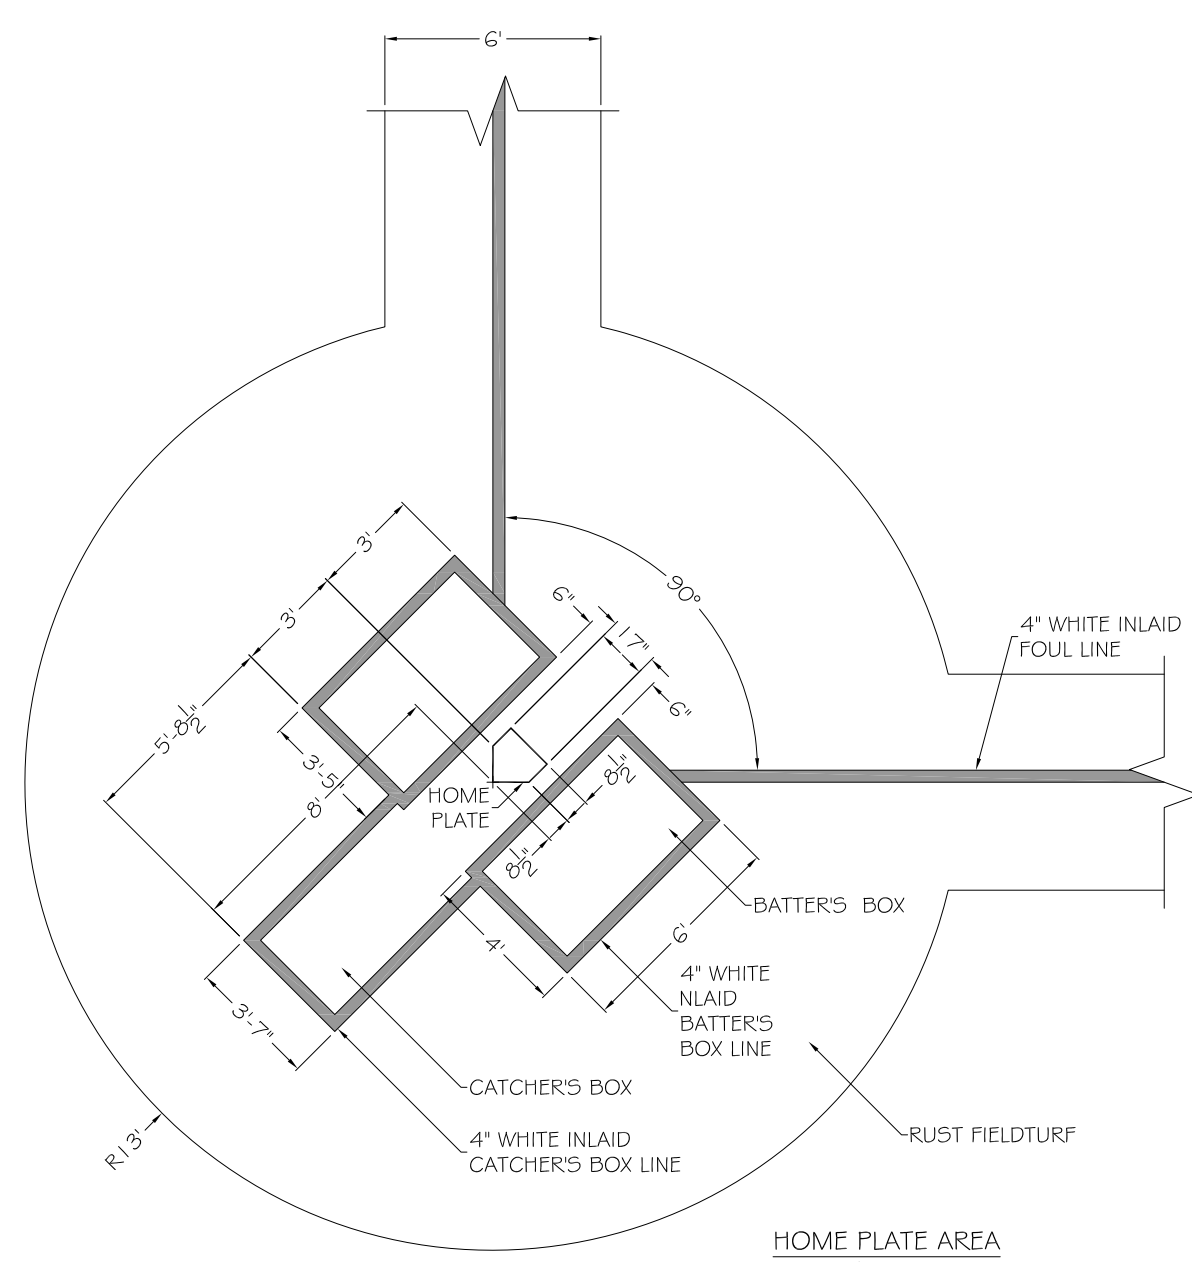 6'
3'
3'
6"
17"
90°
4" WHITE INLAID
FOUL LINE
5'-8½"
6"
3'-5"
8'
8½"
HOME
PLATE
8½"
BATTER'S BOX
4'
6'
4" WHITE
NLAID
BATTER'S
BOX LINE
3'-7"
CATCHER'S BOX
4" WHITE INLAID
CATCHER'S BOX LINE
RUST FIELDTURF
R13'
HOME PLATE AREA